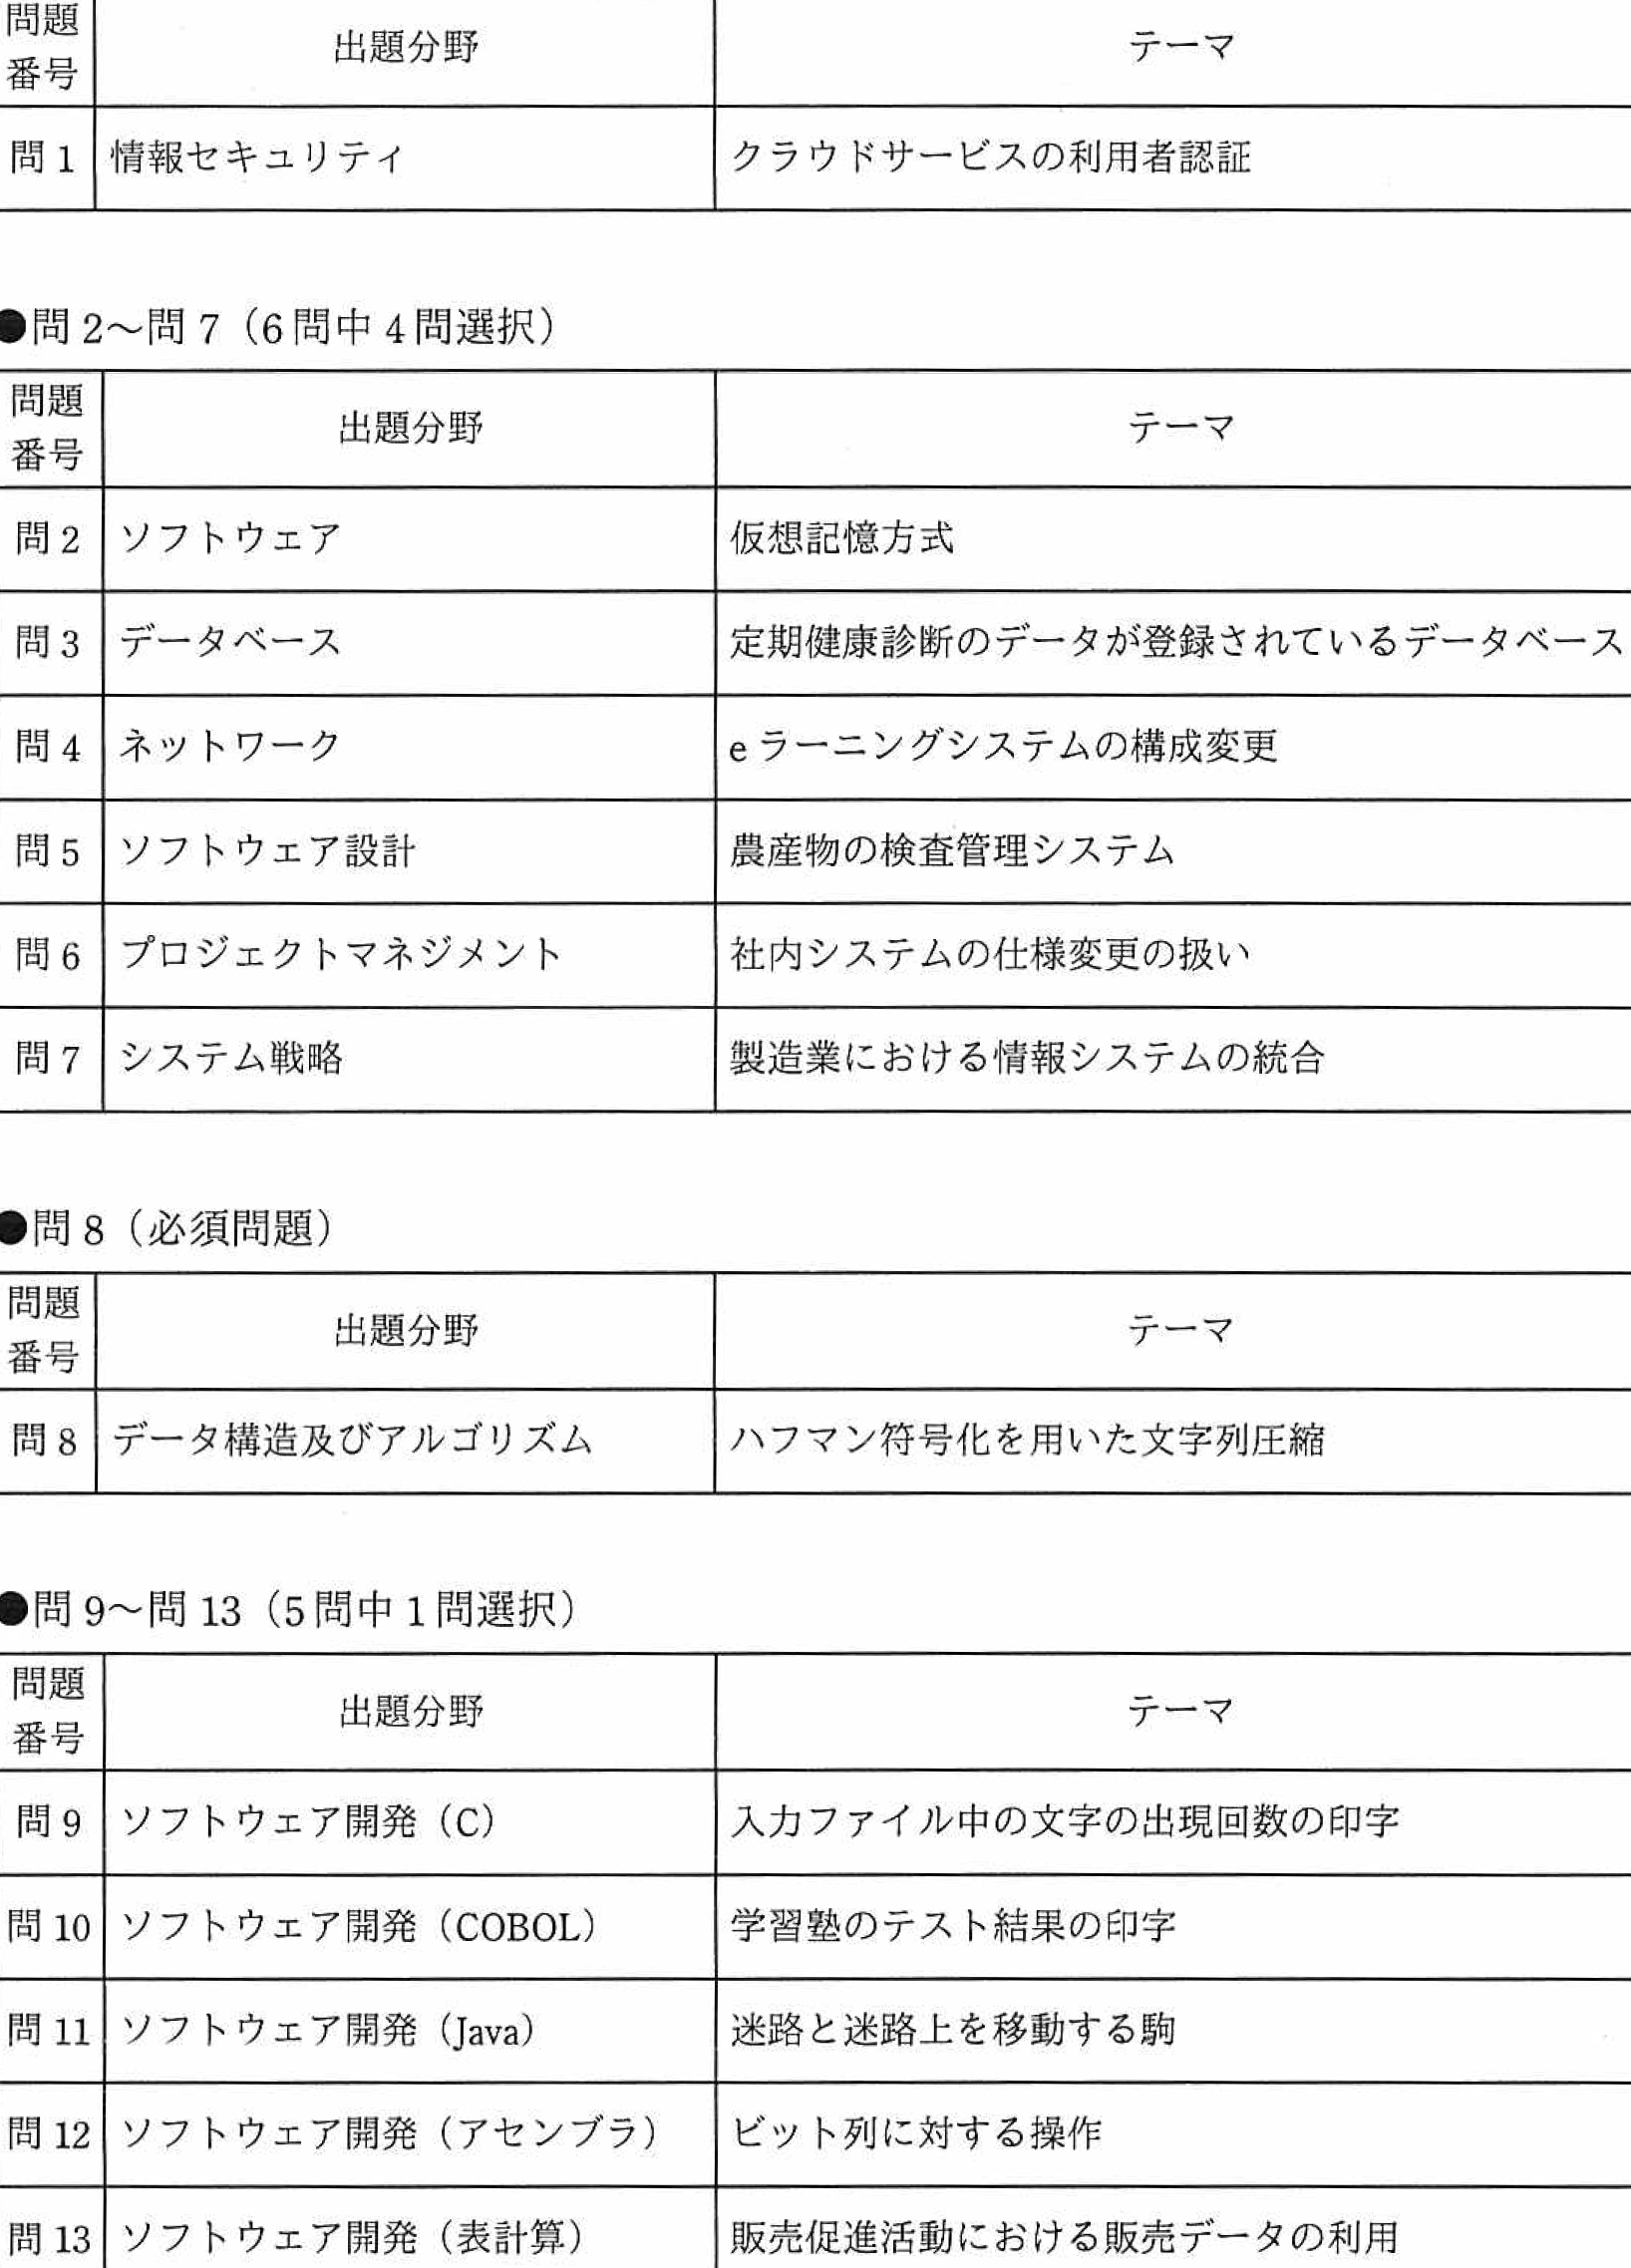 問題
番号
出題分野
テーマ
問 1
情報セキュリティ
クラウドサービスの利用者認証
●問 2～問 7（6問中 4問選択）
問題
番号
出題分野
テーマ
問 2
ソフトウェア
仮想記憶方式
問 3
データベース
定期健康診断のデータが登録されているデータベース
問 4
ネットワーク
e ラーニングシステムの構成変更
問 5
ソフトウェア設計
農産物の検査管理システム
問 6
プロジェクトマネジメント
社内システムの仕様変更の扱い
問 7
システム戦略
製造業における情報システムの統合
●問 8（必須問題）
問題
番号
出題分野
テーマ
問 8
データ構造及びアルゴリズム
ハフマン符号化を用いた文字列圧縮
●問 9～問 13（5問中 1問選択）
問題
番号
出題分野
テーマ
問 9
ソフトウェア開発（C）
入力ファイル中の文字の出現回数の印字
問 10
ソフトウェア開発（COBOL）
学習塾のテスト結果の印字
問 11
ソフトウェア開発（Java）
迷路と迷路上を移動する駒
問 12
ソフトウェア開発（アセンブラ）
ビット列に対する操作
問 13
ソフトウェア開発（表計算）
販売促進活動における販売データの利用